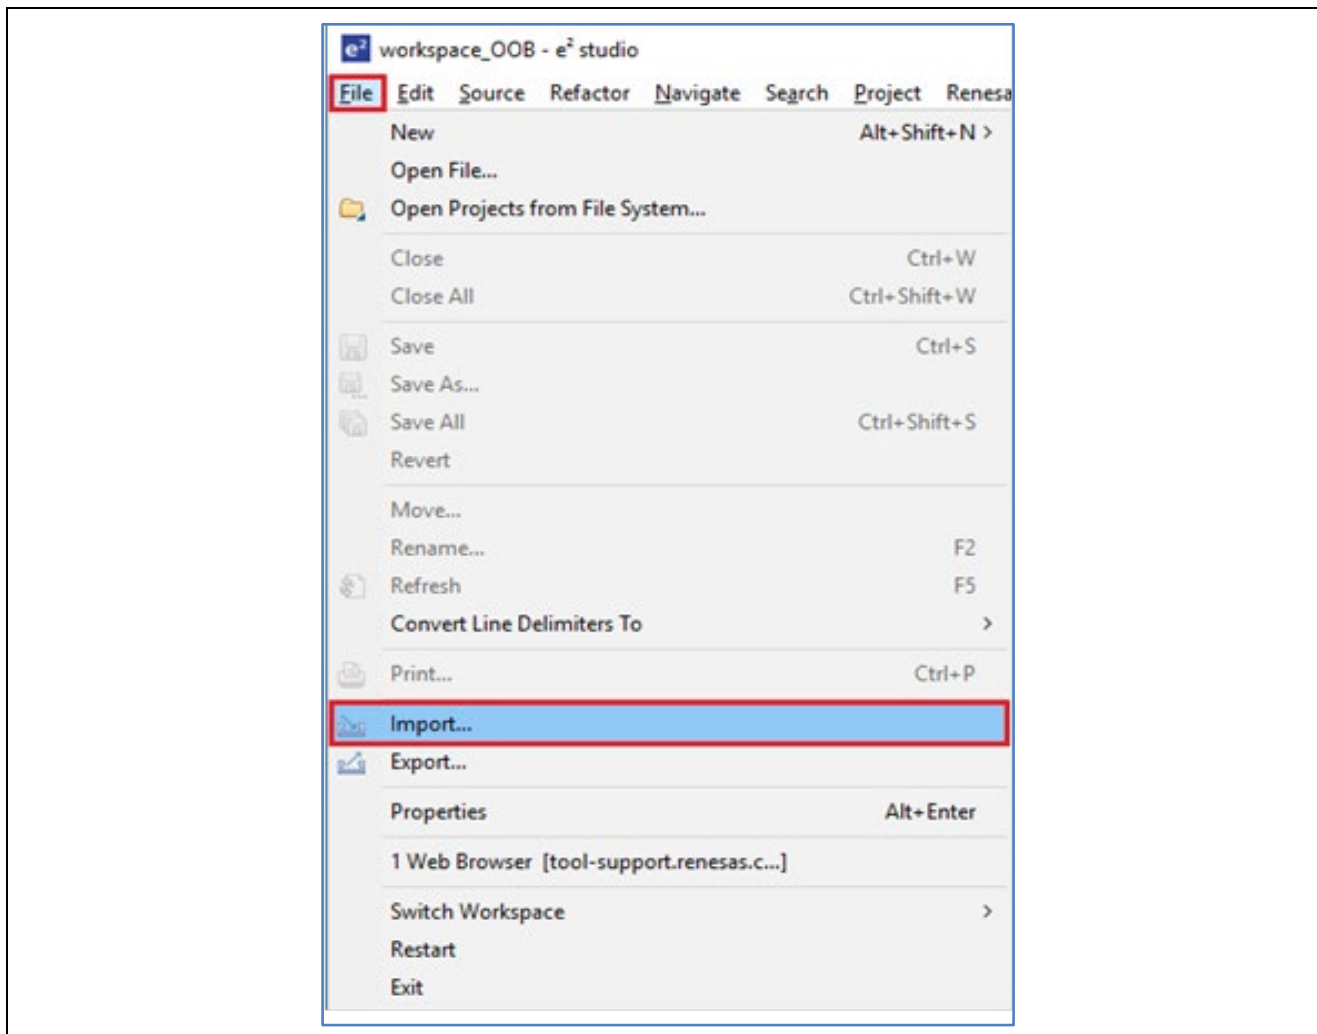 e² workspace_OOB - e² studio
File Edit Source Refactor Navigate Search Project Renesa
New Alt+Shift+N >
Open File...
Open Projects from File System...
Close Ctrl+W
Close All Ctrl+Shift+W
Save Ctrl+S
Save As...
Save All Ctrl+Shift+S
Revert
Move...
Rename... F2
Refresh F5
Convert Line Delimiters To >
Print... Ctrl+P
Import...
Export...
Properties Alt+Enter
1 Web Browser [tool-support.renesas.c...]
Switch Workspace >
Restart
Exit